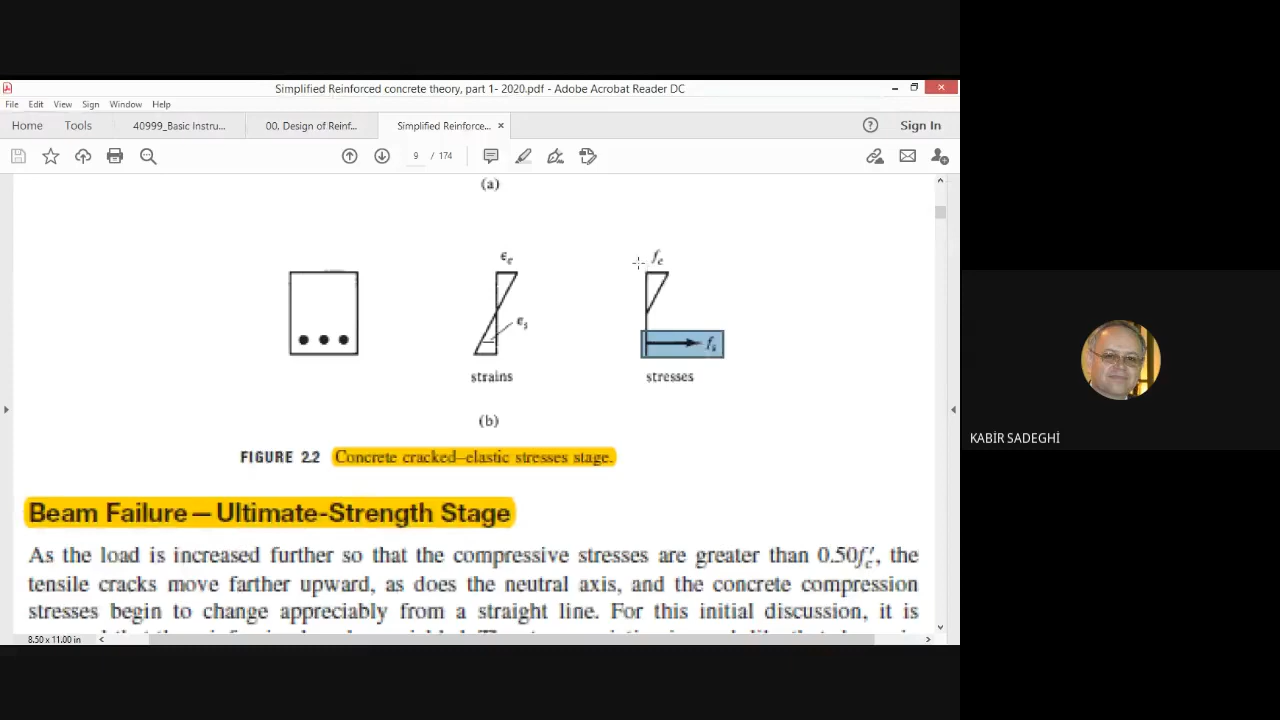 Simplified Reinforced concrete theory, part 1- 2020.pdf - Adobe Acrobat Reader DC
File Edit View Sign Window Help
Home Tools 40999_Basic Instru... 00, Design of Reinf... Simplified Reinforce... × ? Sign In
9 / 174
(a)
ϵc fc
ϵs fs
strains stresses
(b)
FIGURE 2.2 Concrete cracked–elastic stresses stage.
Beam Failure—Ultimate-Strength Stage
As the load is increased further so that the compressive stresses are greater than 0.50f′c, the
tensile cracks move farther upward, as does the neutral axis, and the concrete compression
stresses begin to change appreciably from a straight line. For this initial discussion, it is
8.50 x 11.00 in
KABİR SADEGHİ